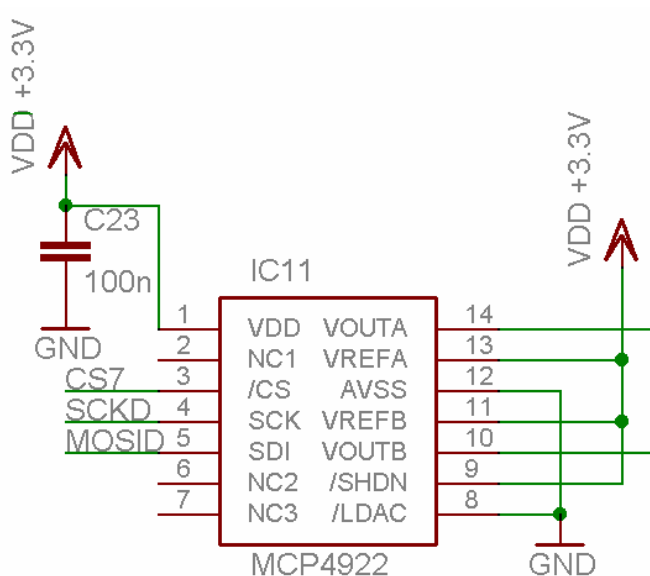 VDD +3.3V
C23
100n
GND
VDD +3.3V
IC11
1 VDD VOUTA 14
2 NC1 VREFA 13
CS7 3 /CS AVSS 12
SCKD 4 SCK VREFB 11
MOSID 5 SDI VOUTB 10
6 NC2 /SHDN 9
7 NC3 /LDAC 8
MCP4922
GND